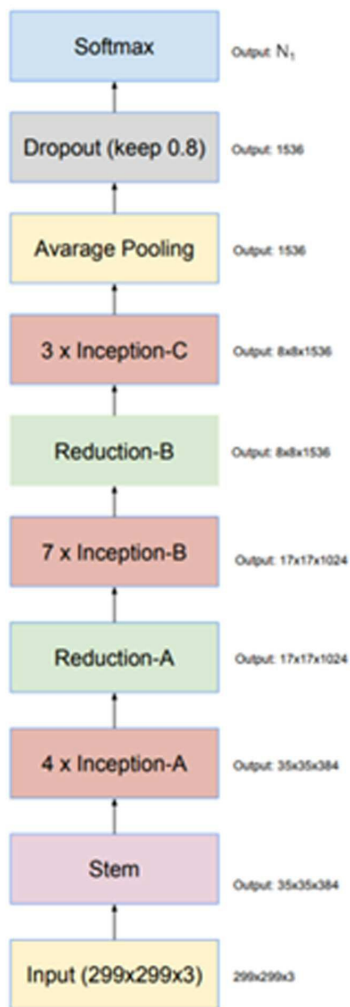 Softmax
Output: N₁
Dropout (keep 0.8)
Output: 1536
Avarage Pooling
Output: 1536
3 x Inception-C
Output: 8x8x1536
Reduction-B
Output: 8x8x1536
7 x Inception-B
Output: 17x17x1024
Reduction-A
Output: 17x17x1024
4 x Inception-A
Output: 35x35x384
Stem
Output: 35x35x384
Input (299x299x3)
299x299x3